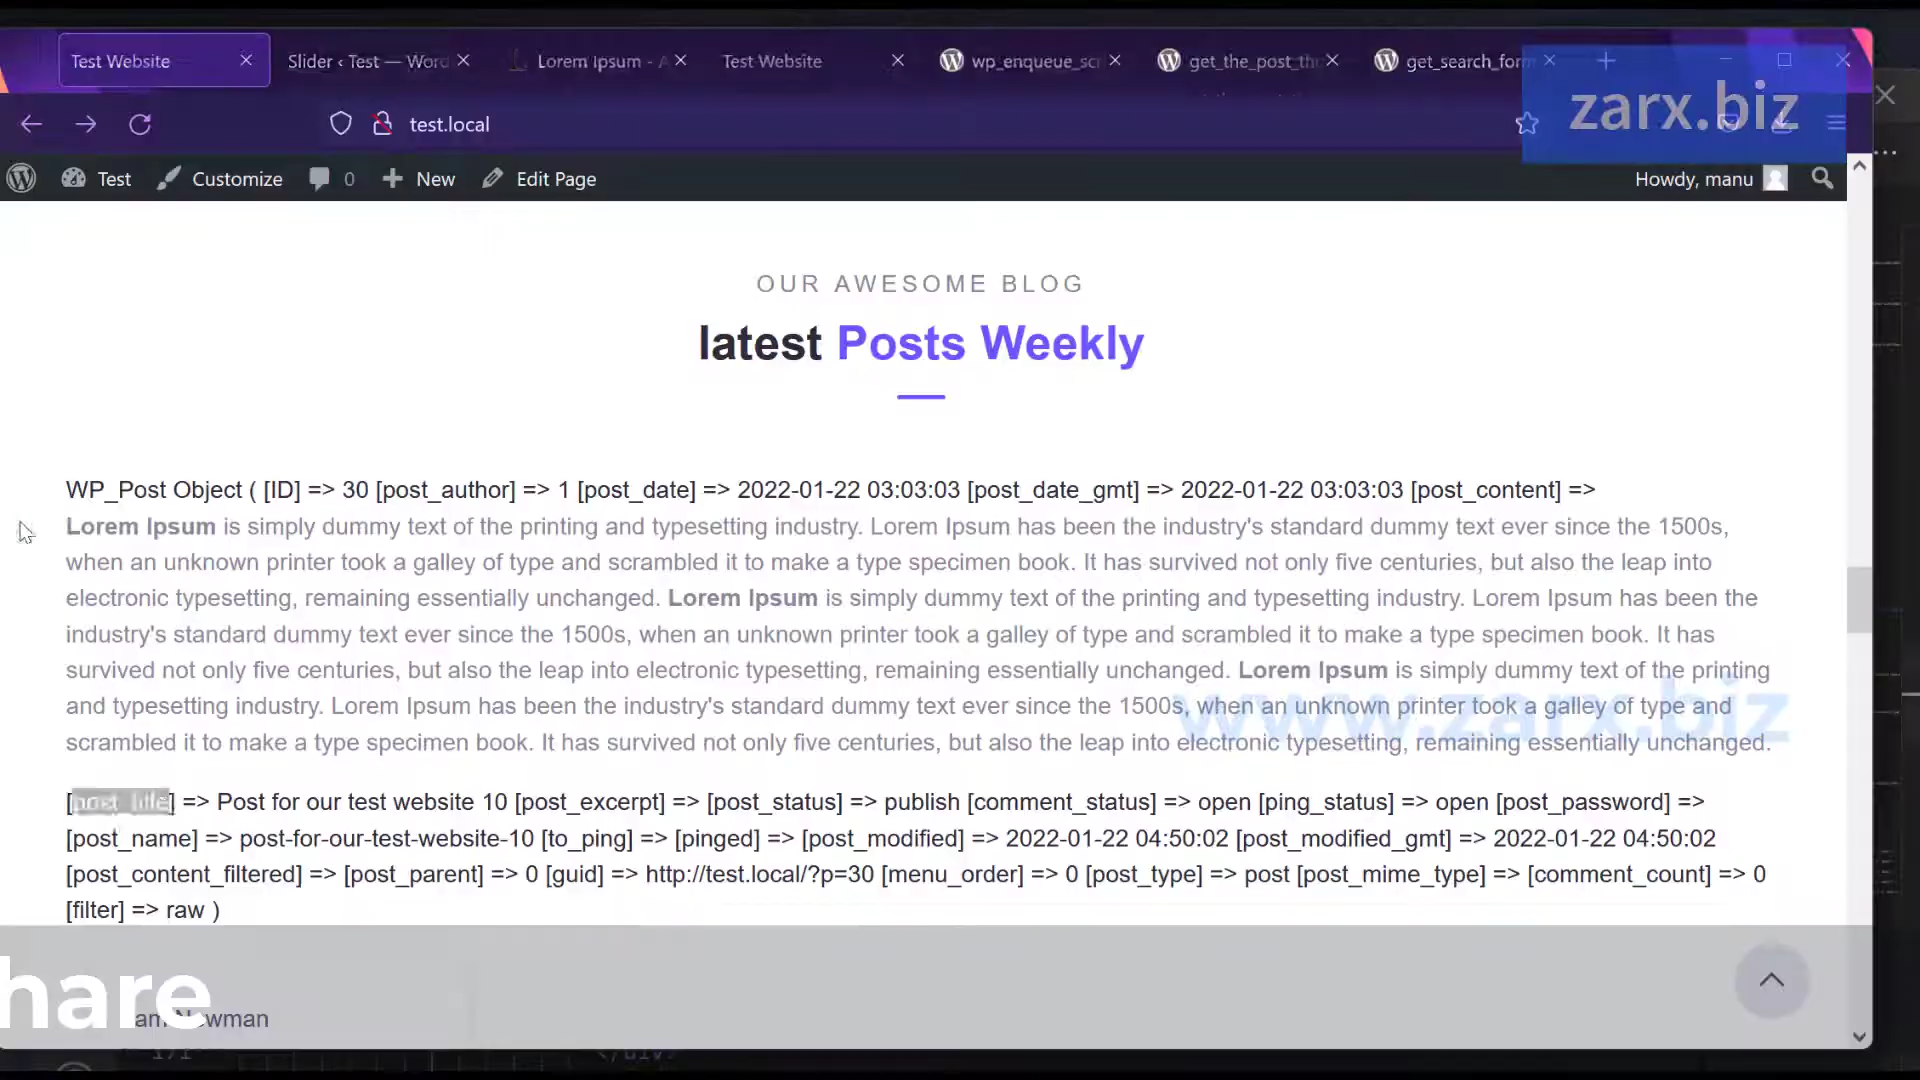 Test Website
Slider ‹ Test — Word
Lorem Ipsum - A
Test Website
wp_enqueue_scr
get_the_post_thu
get_search_form
zarx.biz
test.local
Test
Customize
0
New
Edit Page
Howdy, manu
OUR AWESOME BLOG
latest Posts Weekly
WP_Post Object ( [ID] => 30 [post_author] => 1 [post_date] => 2022-01-22 03:03:03 [post_date_gmt] => 2022-01-22 03:03:03 [post_content] =>
Lorem Ipsum is simply dummy text of the printing and typesetting industry. Lorem Ipsum has been the industry's standard dummy text ever since the 1500s,
when an unknown printer took a galley of type and scrambled it to make a type specimen book. It has survived not only five centuries, but also the leap into
electronic typesetting, remaining essentially unchanged. Lorem Ipsum is simply dummy text of the printing and typesetting industry. Lorem Ipsum has been the
industry's standard dummy text ever since the 1500s, when an unknown printer took a galley of type and scrambled it to make a type specimen book. It has
survived not only five centuries, but also the leap into electronic typesetting, remaining essentially unchanged. Lorem Ipsum is simply dummy text of the printing
and typesetting industry. Lorem Ipsum has been the industry's standard dummy text ever since the 1500s, when an unknown printer took a galley of type and
www.zarx.biz
scrambled it to make a type specimen book. It has survived not only five centuries, but also the leap into electronic typesetting, remaining essentially unchanged.
[post_title] => Post for our test website 10 [post_excerpt] => [post_status] => publish [comment_status] => open [ping_status] => open [post_password] =>
[post_name] => post-for-our-test-website-10 [to_ping] => [pinged] => [post_modified] => 2022-01-22 04:50:02 [post_modified_gmt] => 2022-01-22 04:50:02
[post_content_filtered] => [post_parent] => 0 [guid] => http://test.local/?p=30 [menu_order] => 0 [post_type] => post [post_mime_type] => [comment_count] => 0
[filter] => raw )
hare